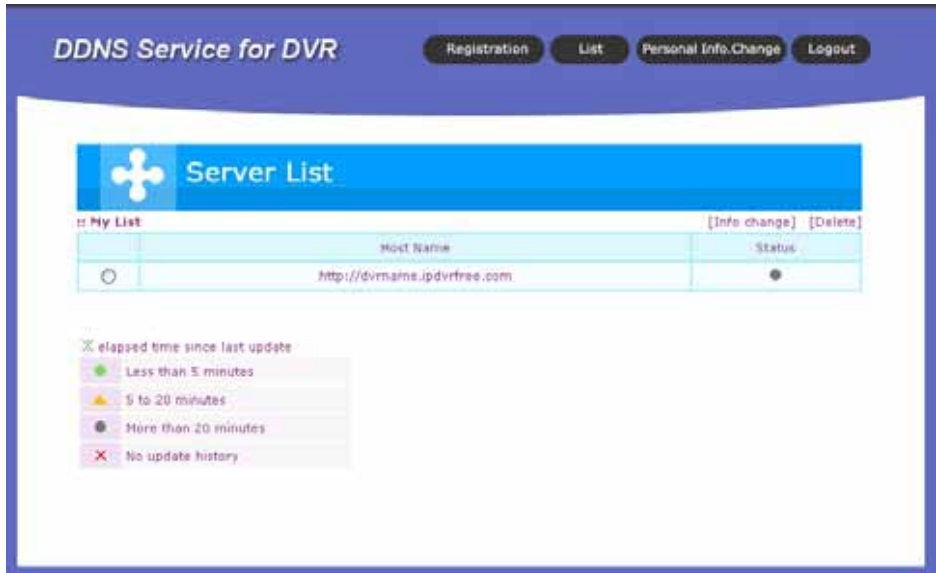 DDNS Service for DVR
Registration List Personal Info.Change Logout
Server List
:: My List [Info change] [Delete]
Host Name Status
http://dvrname.ipdvrfree.com
※ elapsed time since last update
Less than 5 minutes
5 to 20 minutes
More than 20 minutes
No update history